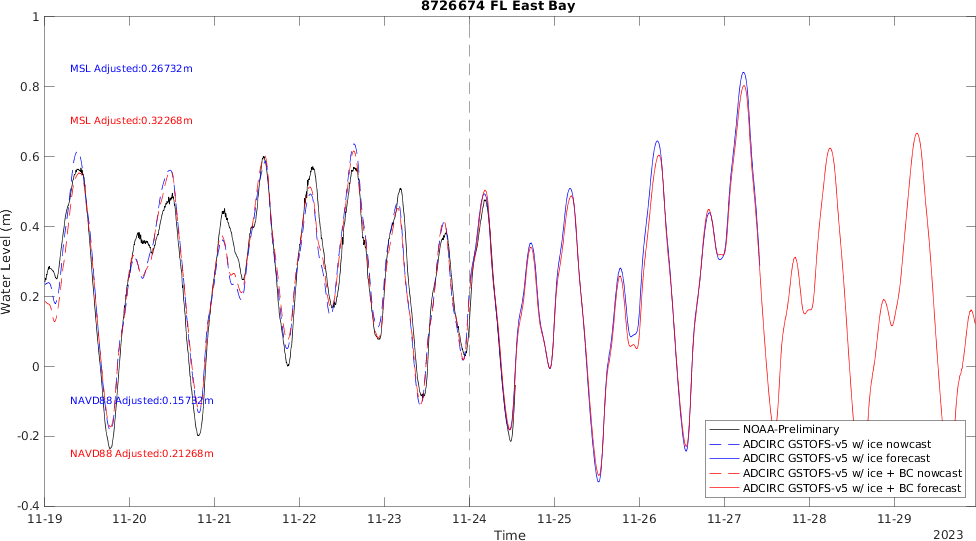 8726674 FL East Bay
1
0.8
0.6
0.4
0.2
0
-0.2
-0.4
Water Level (m)
MSL Adjusted:0.26732m
MSL Adjusted:0.32268m
NAVD88 Adjusted:0.15732m
NAVD88 Adjusted:0.21268m
NOAA-Preliminary
ADCIRC GSTOFS-v5 w/ ice nowcast
ADCIRC GSTOFS-v5 w/ ice forecast
ADCIRC GSTOFS-v5 w/ ice + BC nowcast
ADCIRC GSTOFS-v5 w/ ice + BC forecast
11-19 11-20 11-21 11-22 11-23 11-24 11-25 11-26 11-27 11-28 11-29
Time
2023